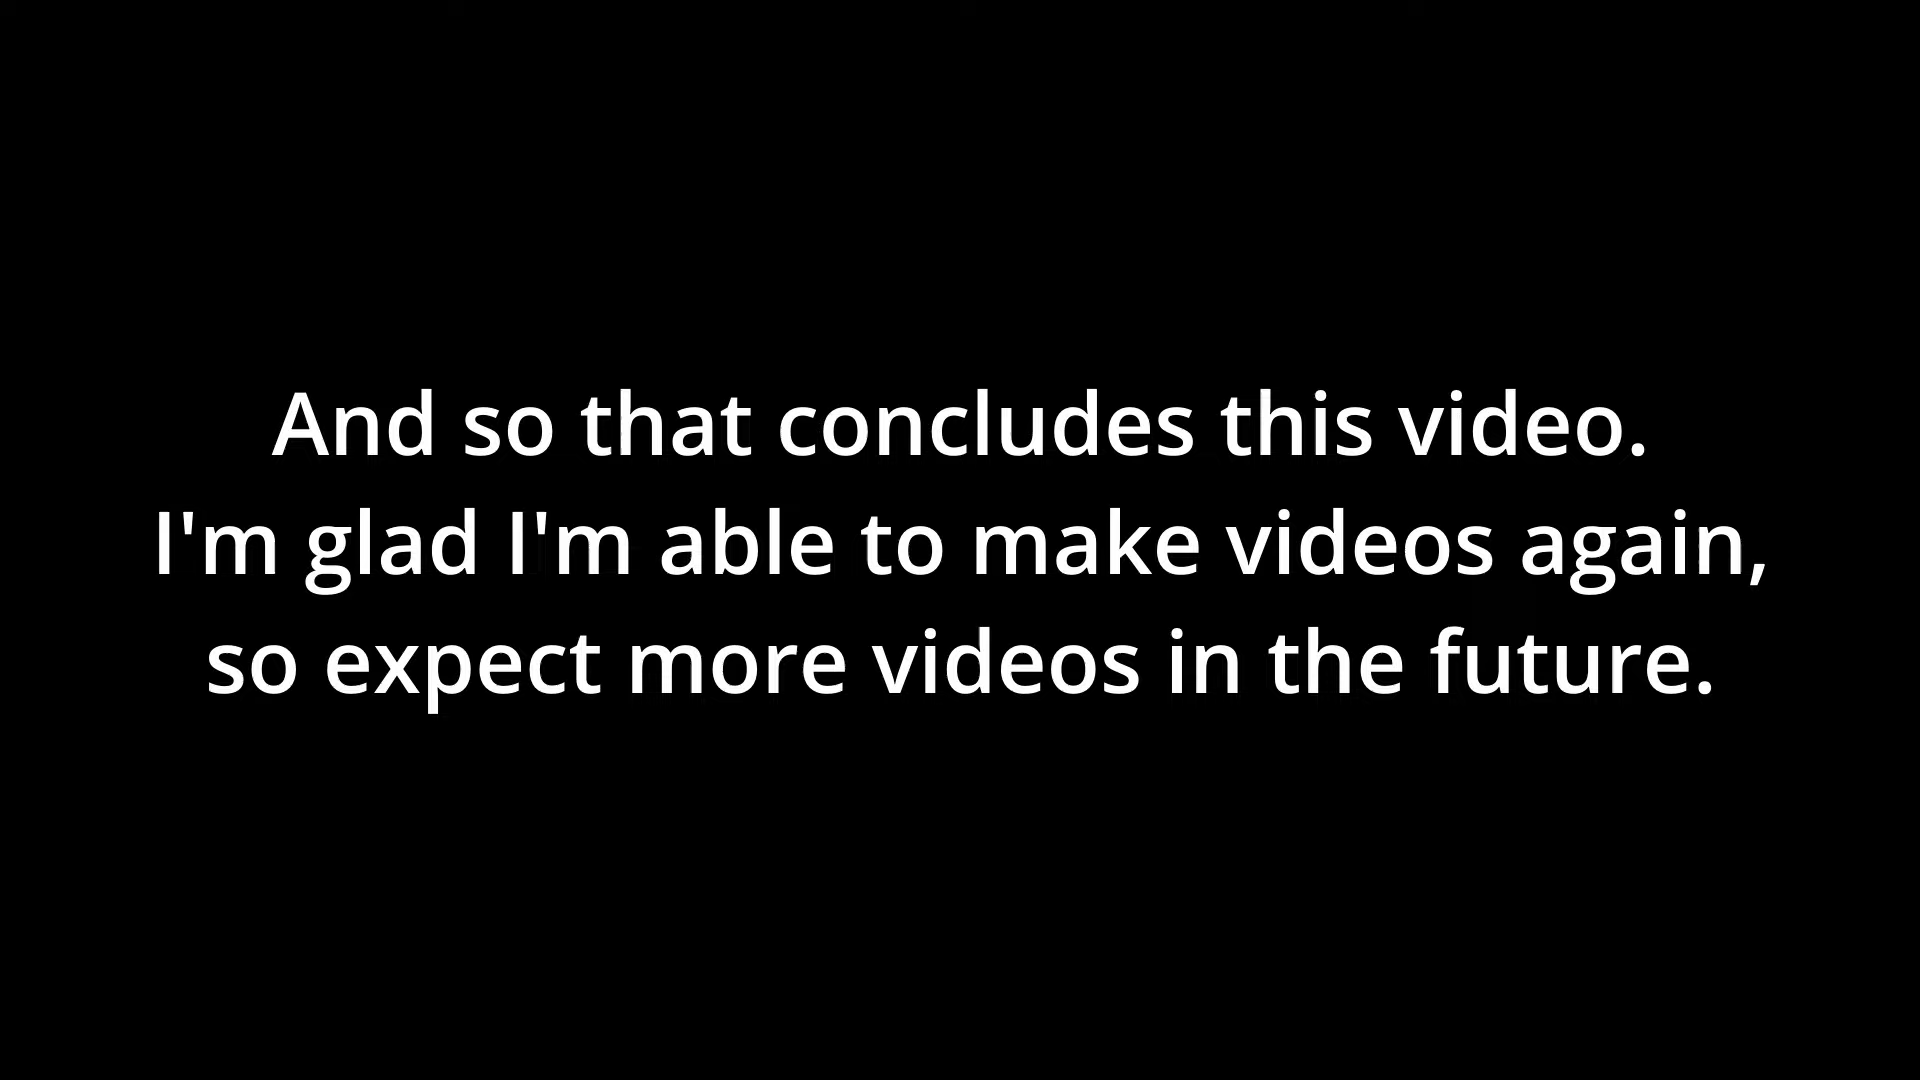 And so that concludes this video.
I'm glad I'm able to make videos again,
so expect more videos in the future.